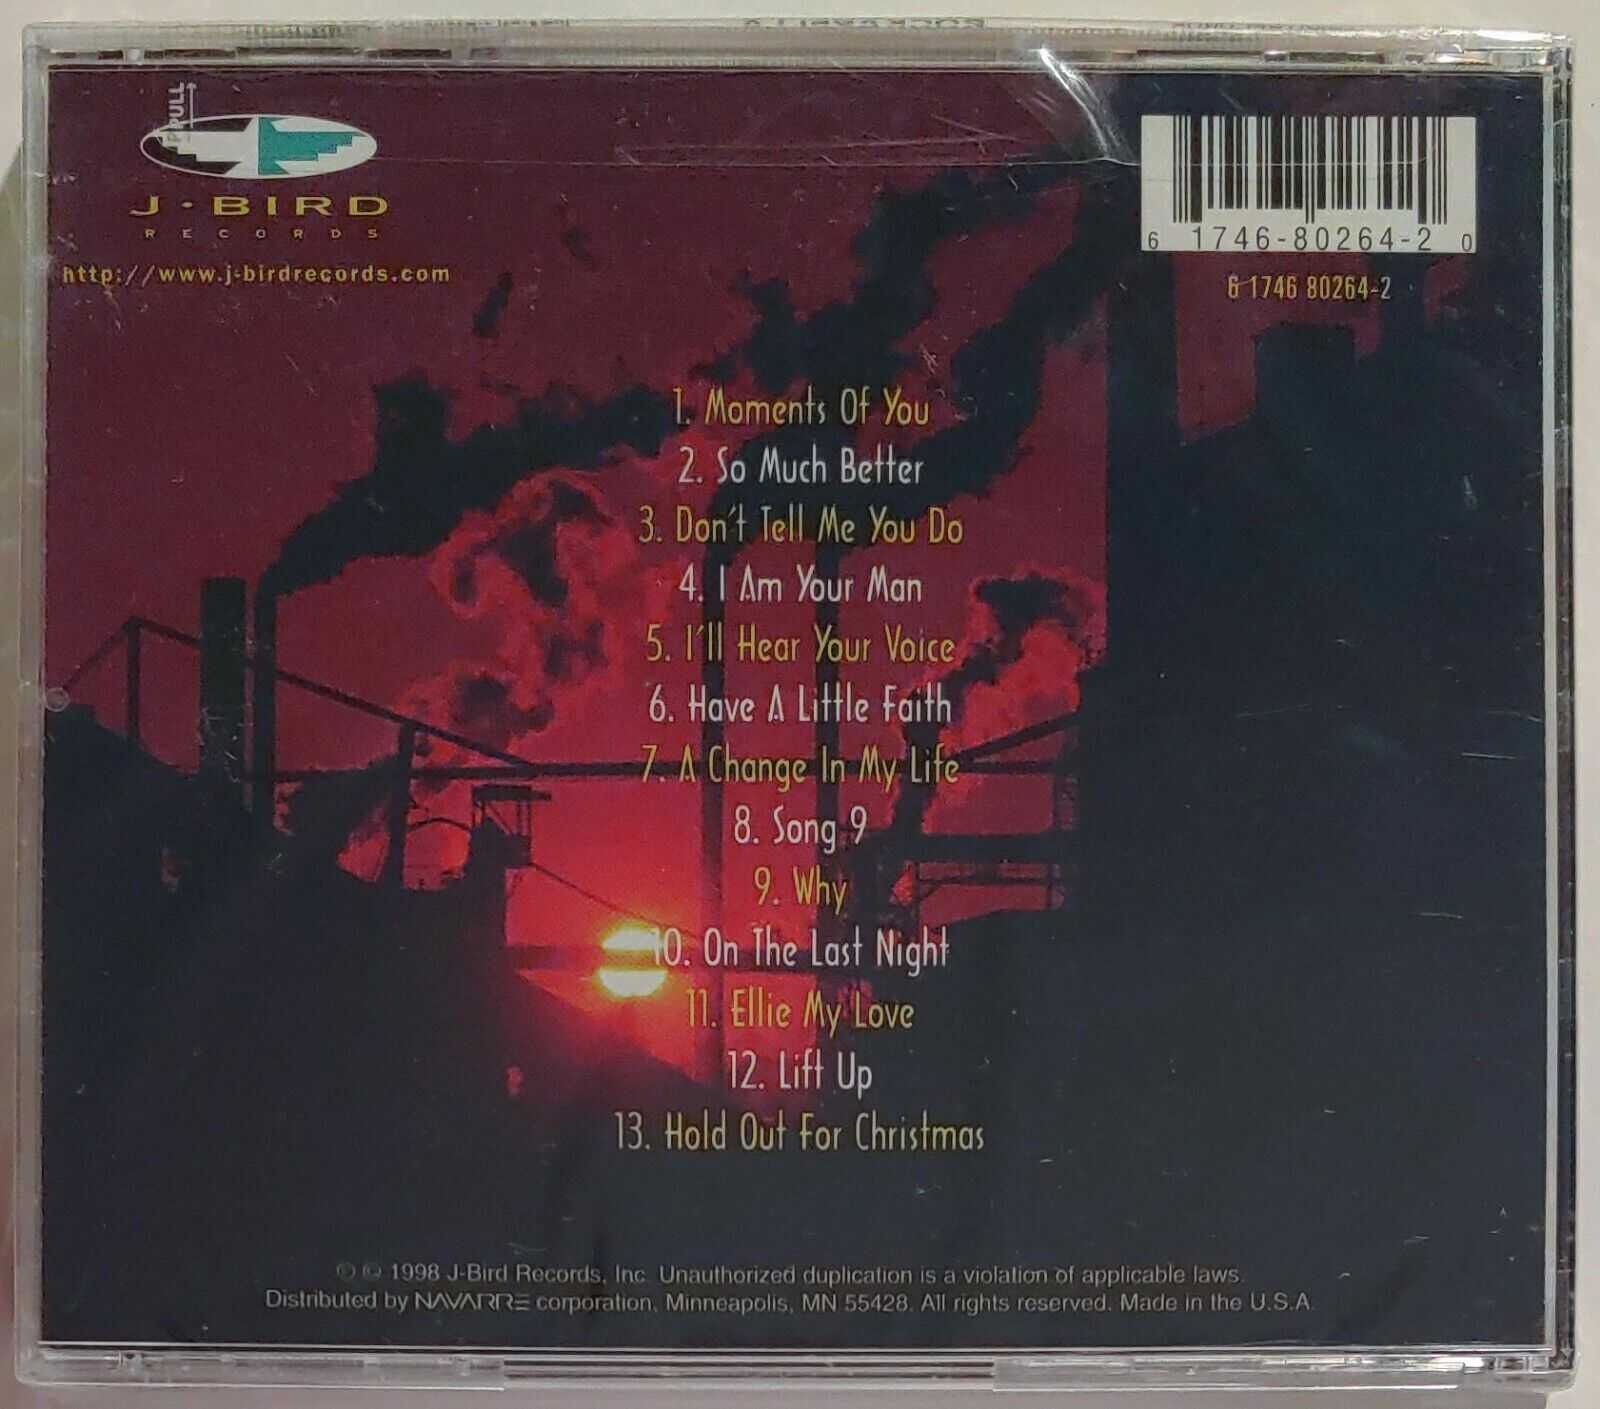 PULL
J·BIRD
RECORDS
http://www.j-birdrecords.com
6 1746-80264-2 0
6 1746 80264-2
1. Moments Of You
2. So Much Better
3. Don't Tell Me You Do
4. I Am Your Man
5. I'll Hear Your Voice
6. Have A Little Faith
7. A Change In My Life
8. Song 9
9. Why
10. On The Last Night
11. Ellie My Love
12. Lift Up
13. Hold Out For Christmas
℗ © 1998 J-Bird Records, Inc. Unauthorized duplication is a violation of applicable laws.
Distributed by NAVARRE corporation, Minneapolis, MN 55428. All rights reserved. Made in the U.S.A.